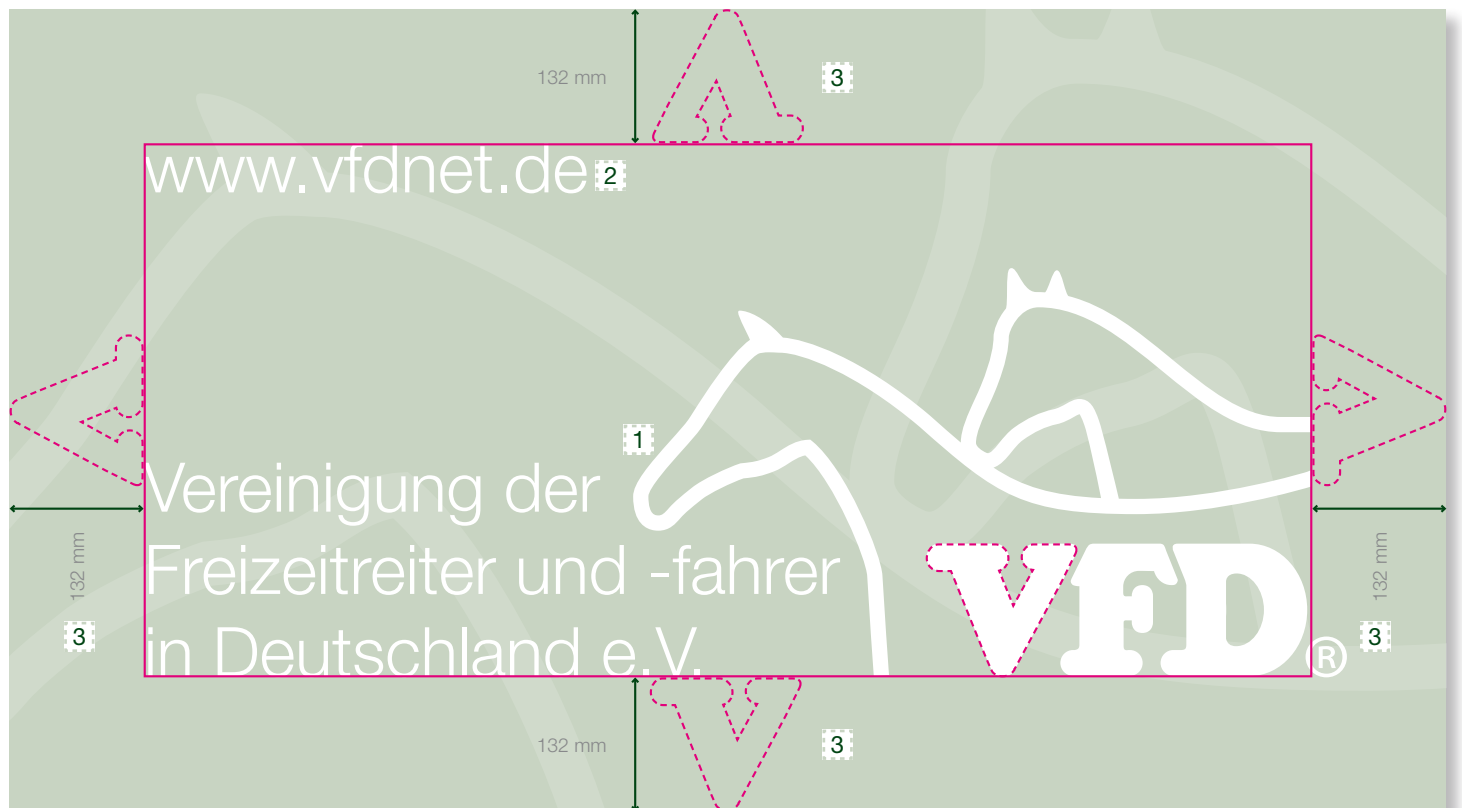 132 mm
3
www.vfdnet.de
2
1
Vereinigung der
Freizeitreiter und -fahrer
in Deutschland e.V.
VFD®
132 mm
3
132 mm
3
132 mm
3